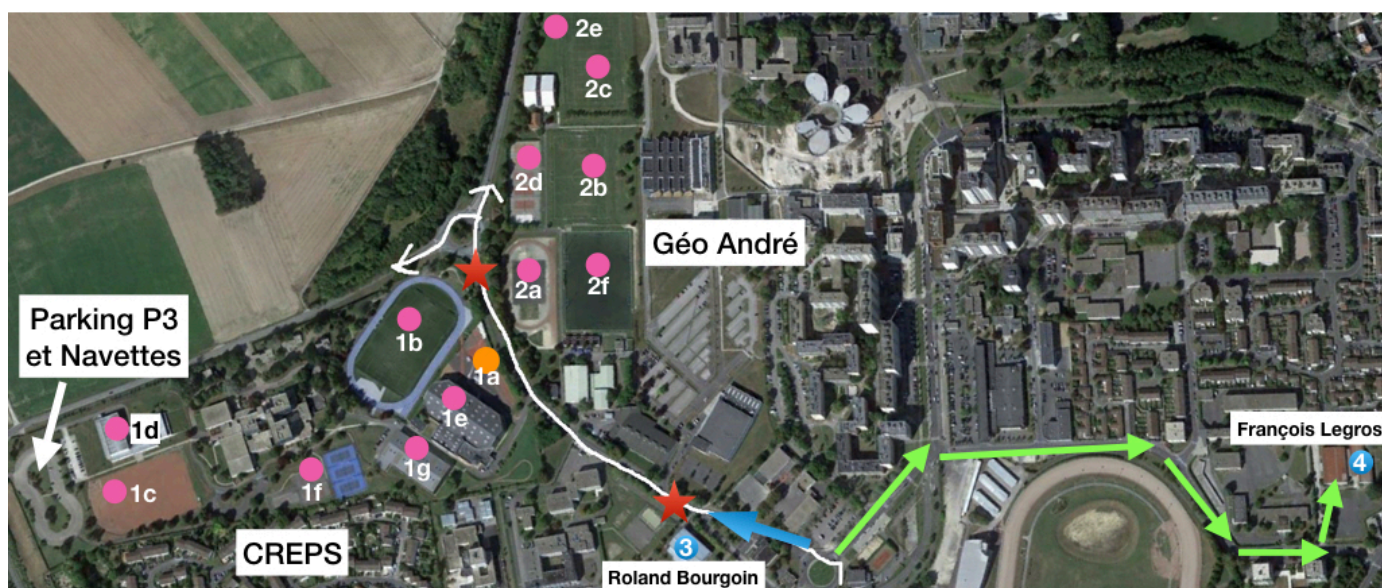 2e
2c
2d
2b
Géo André
2a
2f
Parking P3
et Navettes
1b
1a
1e
1d
1g
1f
1c
François Legros
4
CREPS
3
Roland Bourgoin